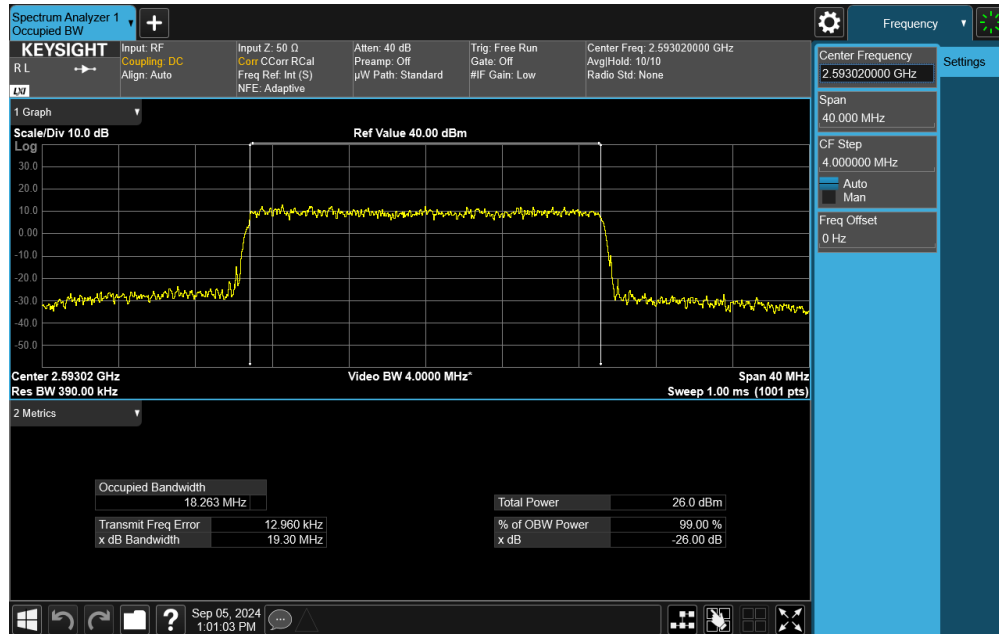 Spectrum Analyzer 1
Occupied BW
Frequency
KEYSIGHT
R L
LXI
Input: RF
Coupling: DC
Align: Auto
Input Z: 50 Ω
Corr CCorr RCal
Freq Ref: Int (S)
NFE: Adaptive
Atten: 40 dB
Preamp: Off
µW Path: Standard
Trig: Free Run
Gate: Off
#IF Gain: Low
Center Freq: 2.593020000 GHz
Avg|Hold: 10/10
Radio Std: None
Center Frequency
2.593020000 GHz
Settings
Span
40.000 MHz
CF Step
4.000000 MHz
Auto
Man
Freq Offset
0 Hz
1 Graph
Scale/Div 10.0 dB
Ref Value 40.00 dBm
Log
30.0
20.0
10.0
0.00
-10.0
-20.0
-30.0
-40.0
-50.0
Center 2.59302 GHz
Video BW 4.0000 MHz*
Span 40 MHz
Res BW 390.00 kHz
Sweep 1.00 ms (1001 pts)
2 Metrics
Occupied Bandwidth
18.263 MHz
Total Power 26.0 dBm
Transmit Freq Error 12.960 kHz
% of OBW Power 99.00 %
x dB Bandwidth 19.30 MHz
x dB -26.00 dB
Sep 05, 2024
1:01:03 PM